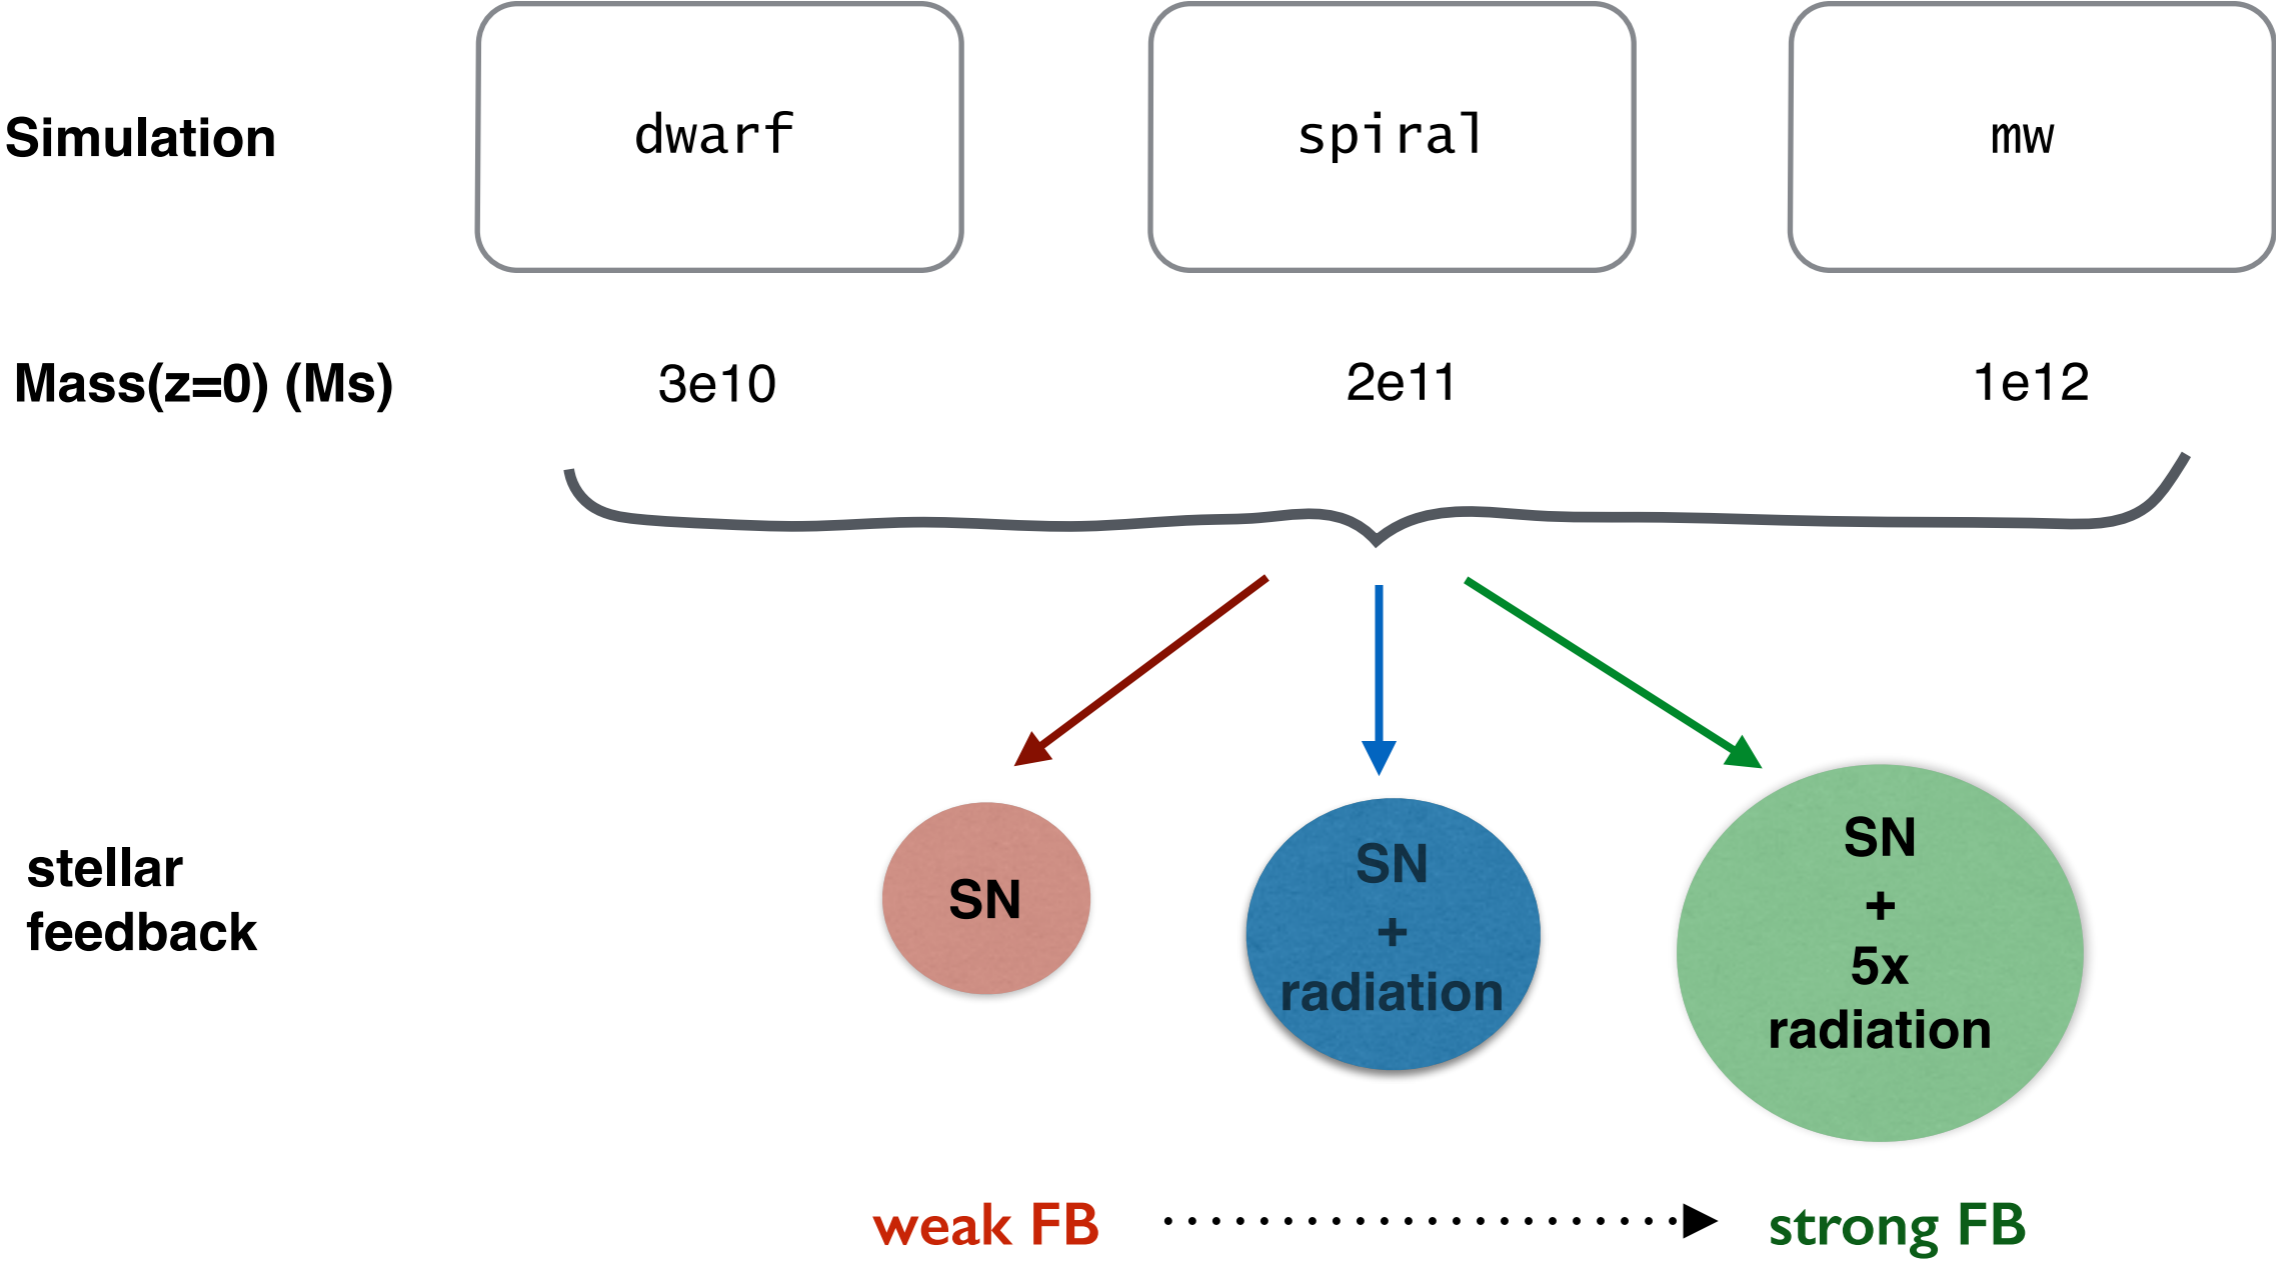 Simulation
dwarf
spiral
mw
Mass(z=0) (Ms)
3e10
2e11
1e12
stellar
feedback
SN
SN
+
radiation
SN
+
5x
radiation
weak FB
strong FB